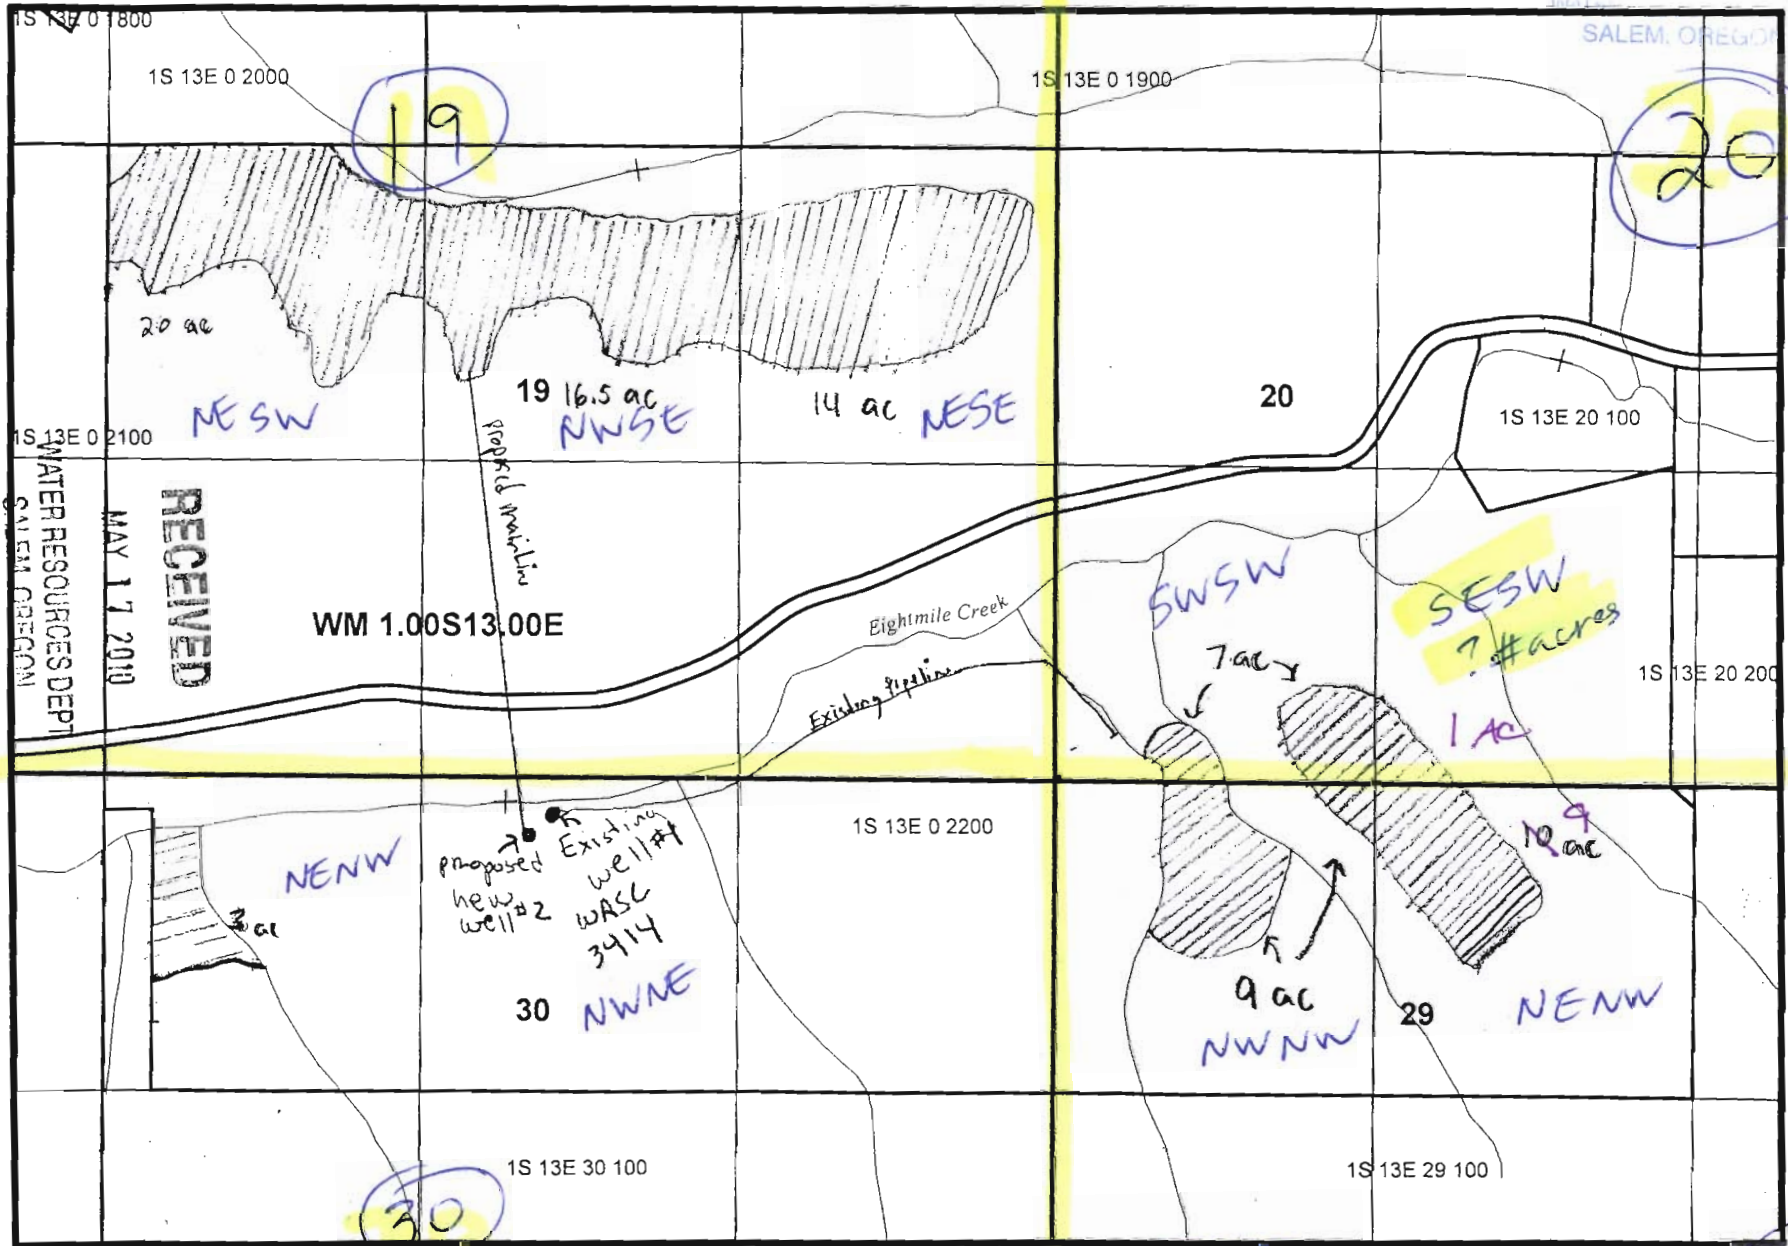 1S 13E 0 1800
SALEM, OREGON
1S 13E 0 2000
1S 13E 0 1900
19
20
20 ac
19 16.5 ac
14 ac
20
NESW
NWSE
NESE
1S 13E 20 100
1S 13E 0 2100
proposed mainline
RECEIVED
MAY 17 2010
WATER RESOURCES DEPT
SALEM OREGON
WM 1.00S13.00E
Eightmile Creek
SWSW
SESW
? # acres
7 ac
1S 13E 20 200
Existing Pipeline
1 AC
1S 13E 0 2200
proposed
new
well #2
Existing
well #1
WASC
3414
NENW
3 ac
10 9
ac
30
NWNE
9 ac
NWNW
29
NENW
1S 13E 30 100
1S 13E 29 100
30